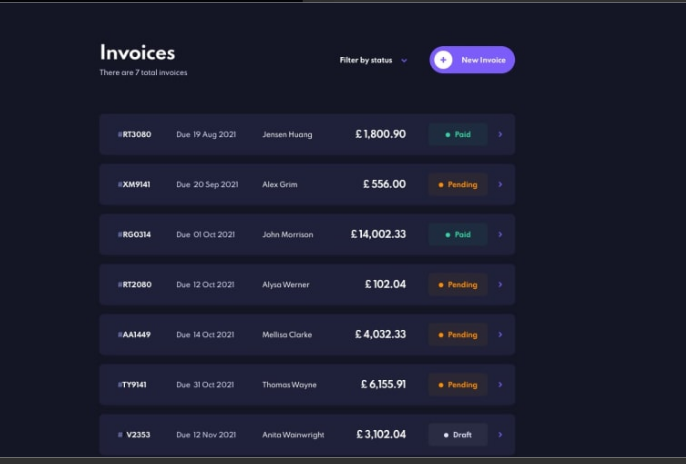 Invoices
There are 7 total invoices
Filter by status
+ New Invoice
#RT3080 Due 19 Aug 2021 Jensen Huang £ 1,800.90 Paid
#XM9141 Due 20 Sep 2021 Alex Grim £ 556.00 Pending
#RG0314 Due 01 Oct 2021 John Morrison £ 14,002.33 Paid
#RT2080 Due 12 Oct 2021 Alysa Werner £ 102.04 Pending
#AA1449 Due 14 Oct 2021 Mellisa Clarke £ 4,032.33 Pending
#TY9141 Due 31 Oct 2021 Thomas Wayne £ 6,155.91 Pending
# V2353 Due 12 Nov 2021 Anita Wainwright £ 3,102.04 Draft